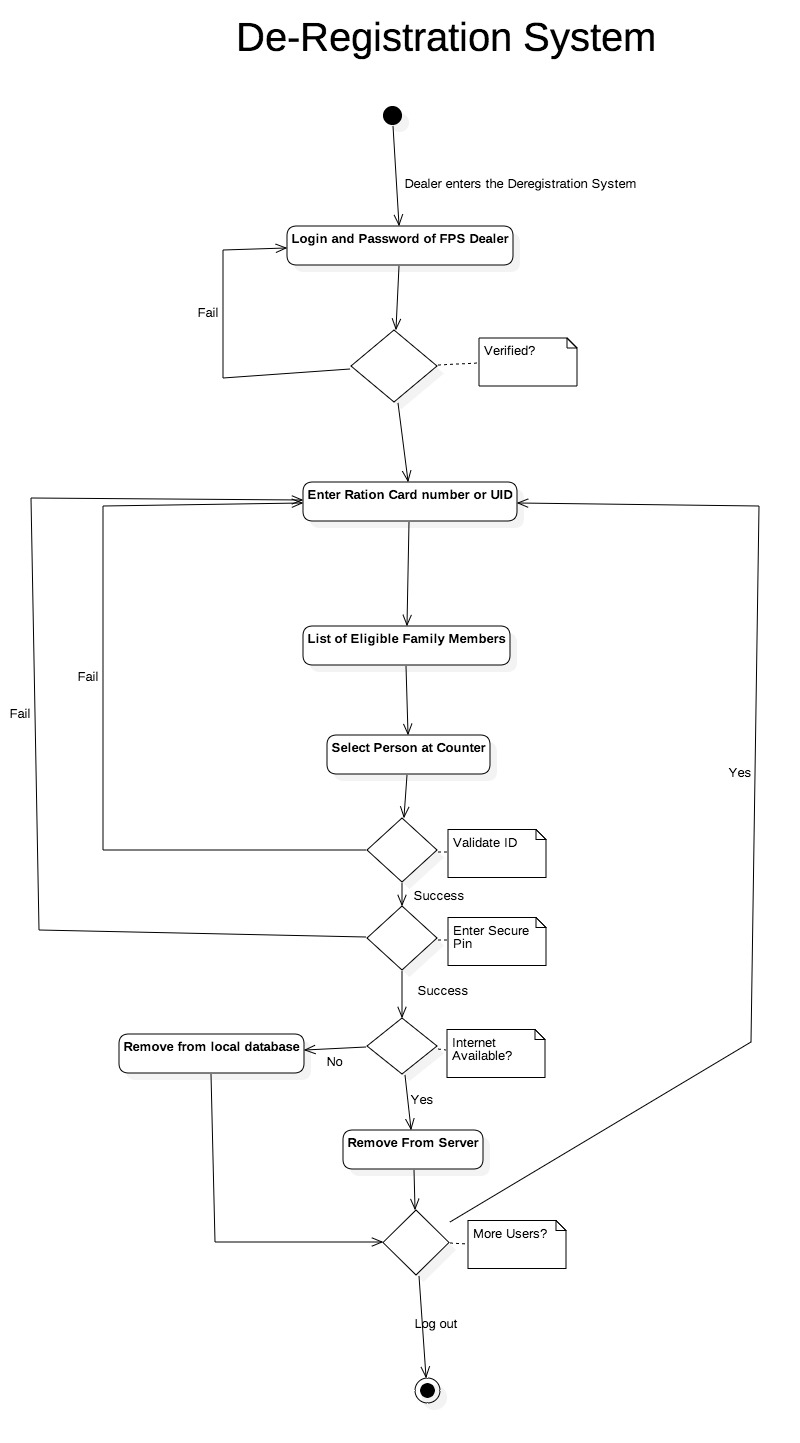 De-Registration System
Dealer enters the Deregistration System
Login and Password of FPS Dealer
Fail
Verified?
Enter Ration Card number or UID
List of Eligible Family Members
Fail
Fail
Select Person at Counter
Yes
Validate ID
Success
Enter Secure
Pin
Success
Internet
Available?
Remove from local database
No
Yes
Remove From Server
More Users?
Log out